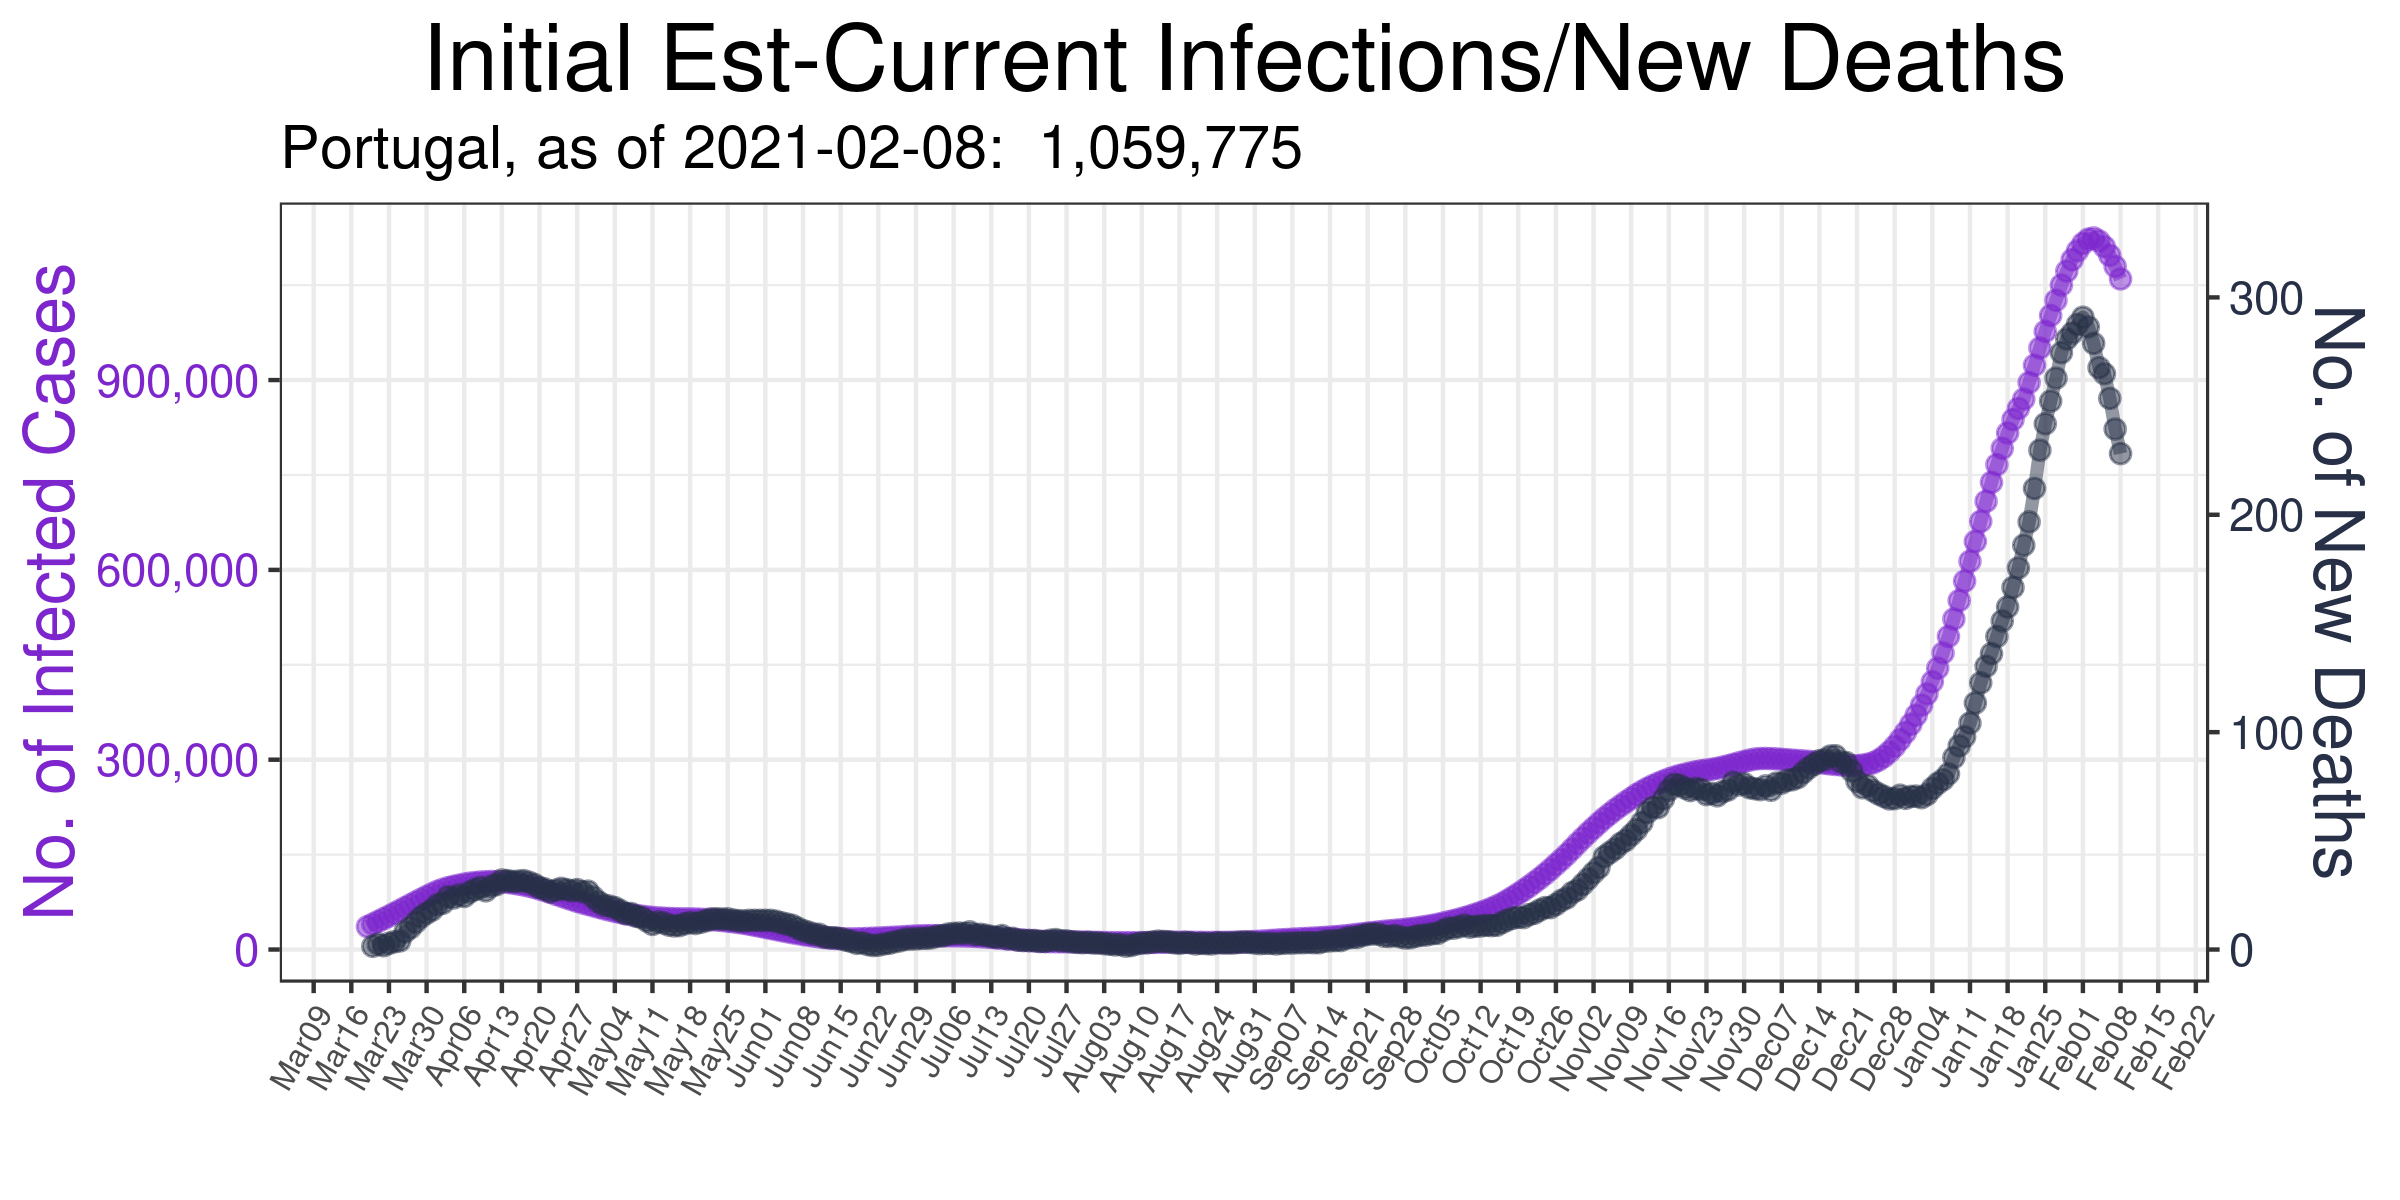 Initial Est-Current Infections/New Deaths
Portugal, as of 2021-02-08: 1,059,775
No. of Infected Cases
900,000
600,000
300,000
0
300
200
100
0
No. of New Deaths
Mar09
Mar16
Mar23
Mar30
Apr06
Apr13
Apr20
Apr27
May04
May11
May18
May25
Jun01
Jun08
Jun15
Jun22
Jun29
Jul06
Jul13
Jul20
Jul27
Aug03
Aug10
Aug17
Aug24
Aug31
Sep07
Sep14
Sep21
Sep28
Oct05
Oct12
Oct19
Oct26
Nov02
Nov09
Nov16
Nov23
Nov30
Dec07
Dec14
Dec21
Dec28
Jan04
Jan11
Jan18
Jan25
Feb01
Feb08
Feb15
Feb22